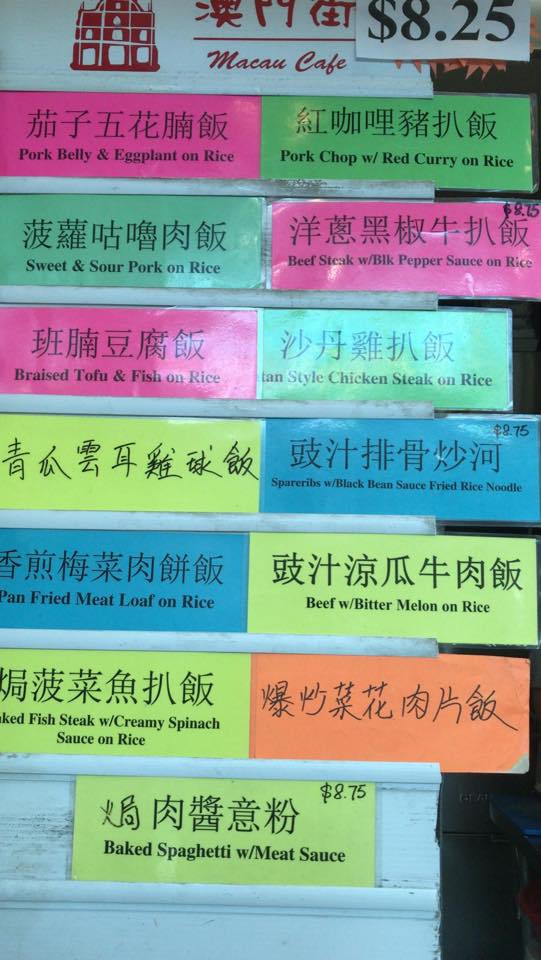 澳門街
Macau Cafe
$8.25
茄子五花腩飯
Pork Belly & Eggplant on Rice
紅咖哩豬扒飯
Pork Chop w/ Red Curry on Rice
菠蘿咕嚕肉飯
Sweet & Sour Pork on Rice
$8.75
洋蔥黑椒牛扒飯
Beef Steak w/Blk Pepper Sauce on Rice
班腩豆腐飯
Braised Tofu & Fish on Rice
沙丹雞扒飯
tan Style Chicken Steak on Rice
青瓜雲耳雞球飯
$8.75
豉汁排骨炒河
Spareribs w/Black Bean Sauce Fried Rice Noodle
香煎梅菜肉餅飯
Pan Fried Meat Loaf on Rice
豉汁涼瓜牛肉飯
Beef w/Bitter Melon on Rice
焗菠菜魚扒飯
ked Fish Steak w/Creamy Spinach
Sauce on Rice
爆炒菜花肉片飯
$8.75
焗肉醬意粉
Baked Spaghetti w/Meat Sauce